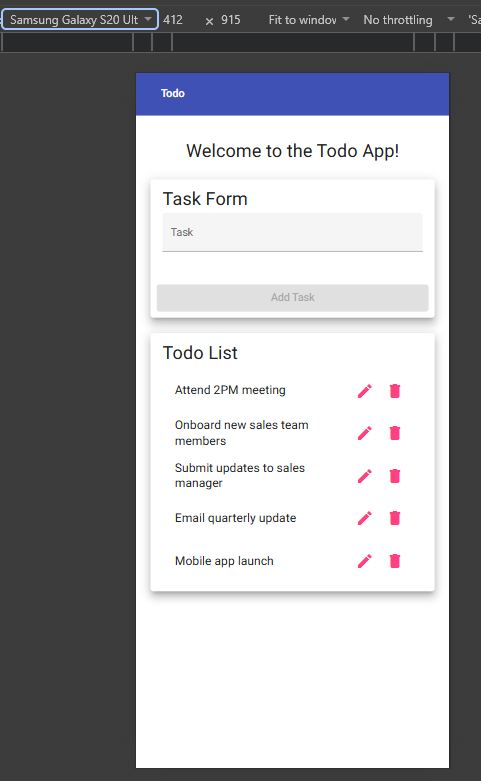 Samsung Galaxy S20 Ult 412 × 915 Fit to window No throttling 'Sa
Todo
Welcome to the Todo App!
Task Form
Task
Add Task
Todo List
Attend 2PM meeting
Onboard new sales team
members
Submit updates to sales
manager
Email quarterly update
Mobile app launch